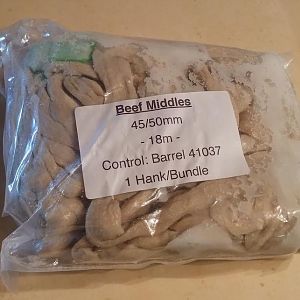 Beef Middles
45/50mm
- 18m -
Control: Barrel 41037
1 Hank/Bundle